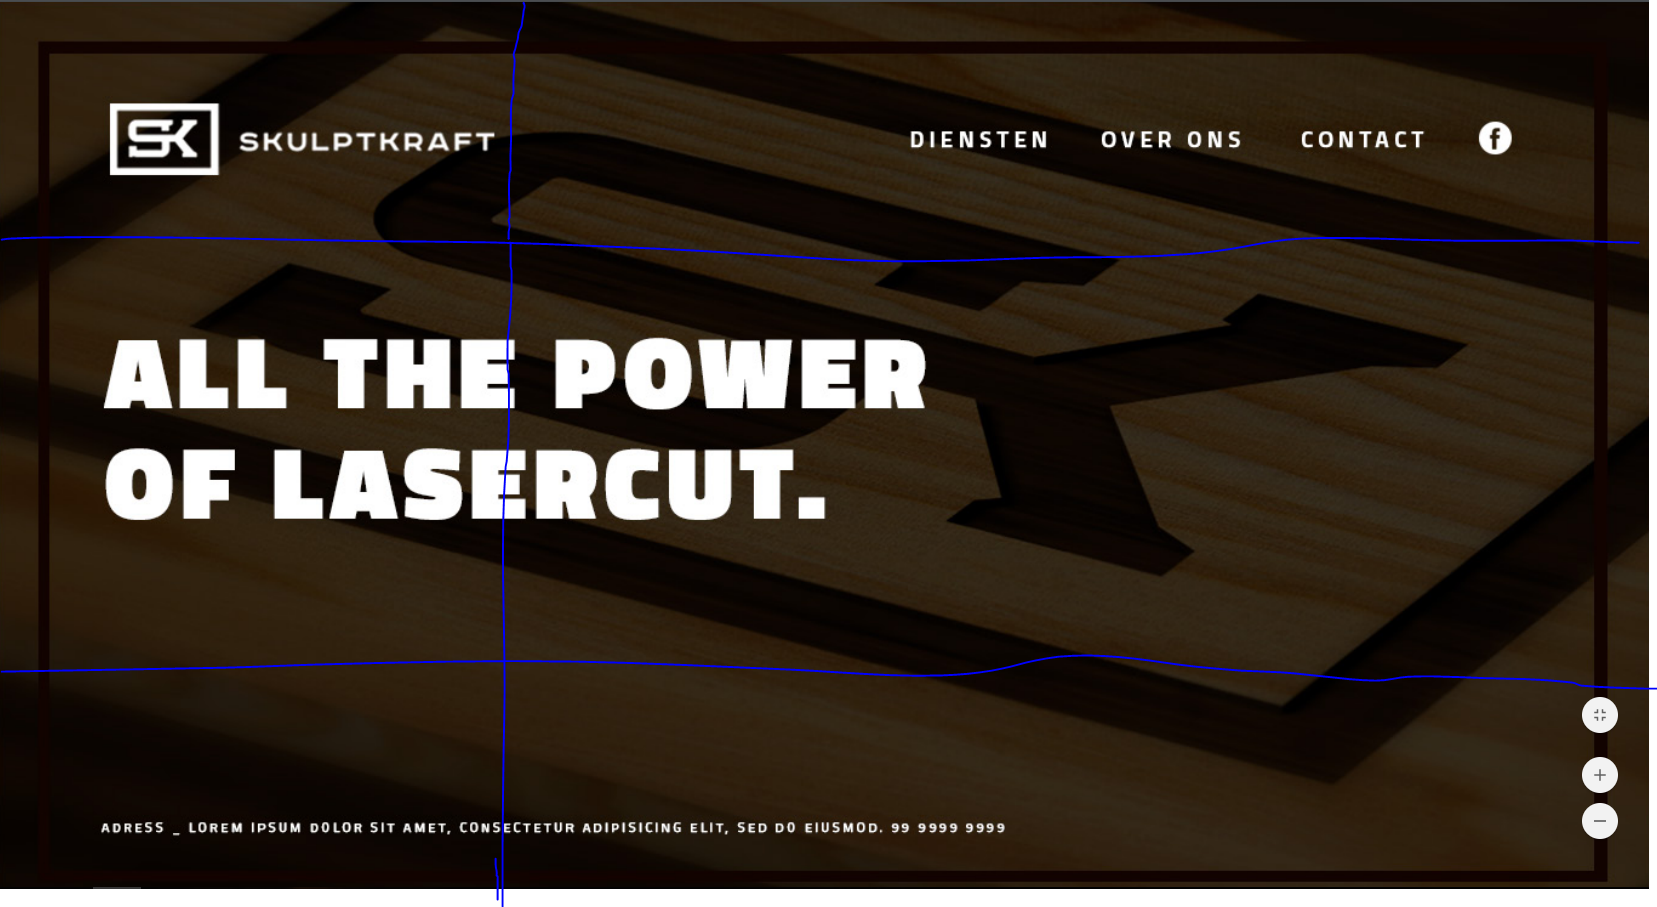 SK SKULPTKRAFT
DIENSTEN OVER ONS CONTACT f
ALL THE POWER
OF LASERCUT.
ADRESS _ LOREM IPSUM DOLOR SIT AMET, CONSECTETUR ADIPISICING ELIT, SED DO EIUSMOD. 99 9999 9999